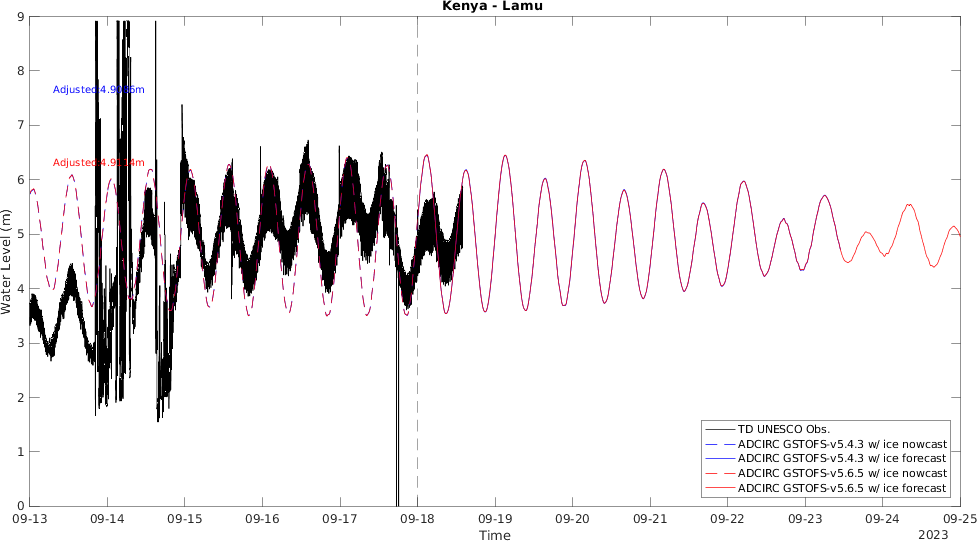 Kenya - Lamu
9
8
7
6
5
4
3
2
1
0
Water Level (m)
Adjusted
Adjusted
TD UNESCO Obs.
ADCIRC GSTOFS-v5.4.3 w/ ice nowcast
ADCIRC GSTOFS-v5.4.3 w/ ice forecast
ADCIRC GSTOFS-v5.6.5 w/ ice nowcast
ADCIRC GSTOFS-v5.6.5 w/ ice forecast
09-13 09-14 09-15 09-16 09-17 09-18 09-19 09-20 09-21 09-22 09-23 09-24 09-25
Time
2023